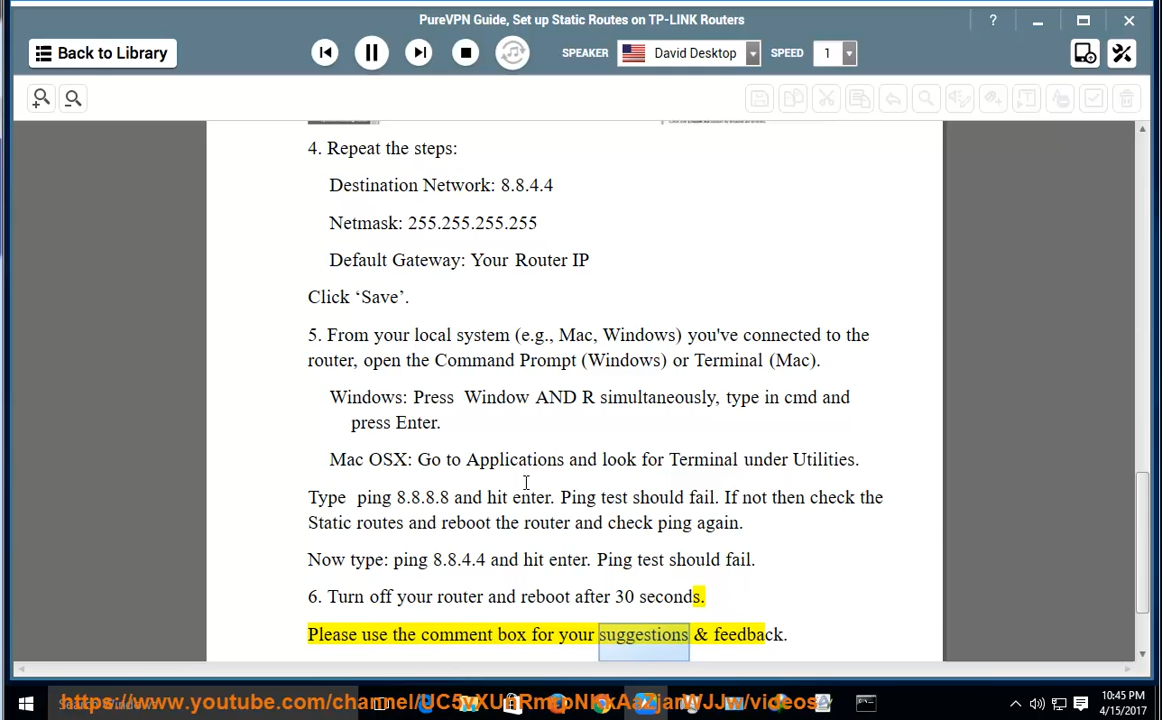 PureVPN Guide, Set up Static Routes on TP-LINK Routers
Back to Library
SPEAKER
David Desktop
SPEED
1
4. Repeat the steps:
Destination Network: 8.8.4.4
Netmask: 255.255.255.255
Default Gateway: Your Router IP
Click ‘Save’.
5. From your local system (e.g., Mac, Windows) you've connected to the
router, open the Command Prompt (Windows) or Terminal (Mac).
Windows: Press Window AND R simultaneously, type in cmd and
press Enter.
Mac OSX: Go to Applications and look for Terminal under Utilities.
Type ping 8.8.8.8 and hit enter. Ping test should fail. If not then check the
Static routes and reboot the router and check ping again.
Now type: ping 8.8.4.4 and hit enter. Ping test should fail.
6. Turn off your router and reboot after 30 seconds.
Please use the comment box for your suggestions & feedback.
10:45 PM
4/15/2017